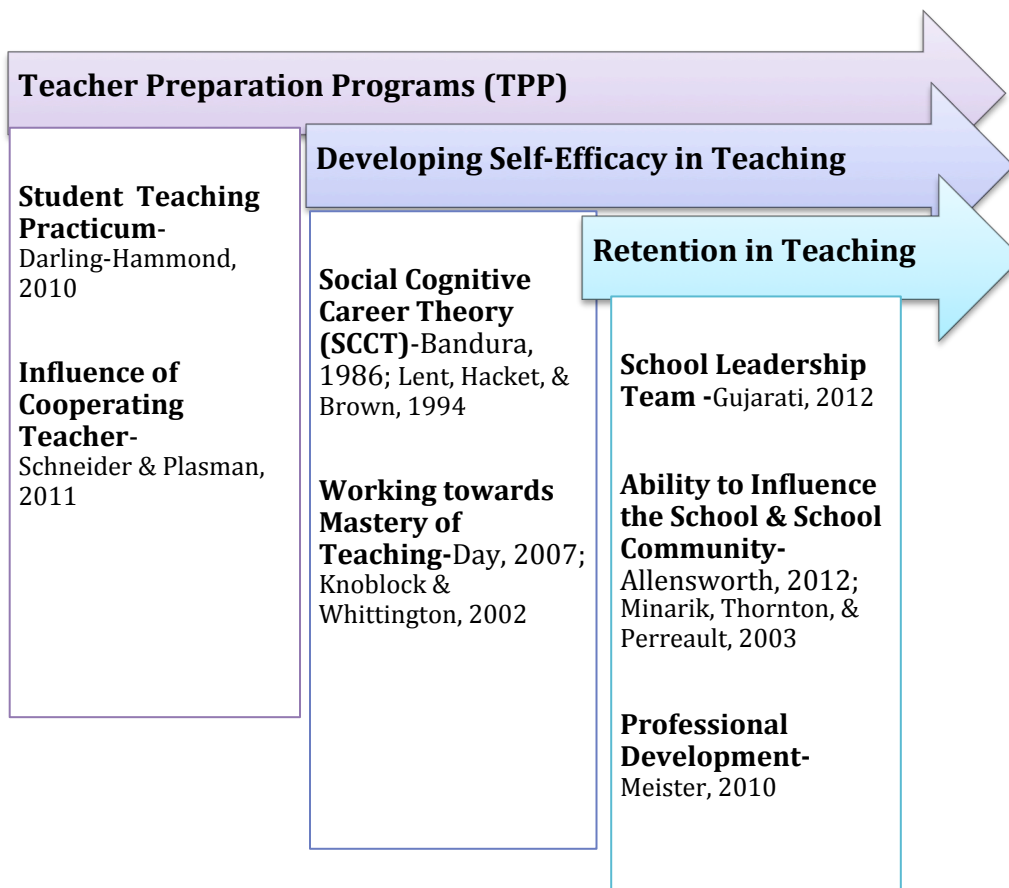 Teacher Preparation Programs (TPP)
Student Teaching
Practicum-
Darling-Hammond,
2010
Influence of
Cooperating
Teacher-
Schneider & Plasman,
2011
Developing Self-Efficacy in Teaching
Social Cognitive
Career Theory
(SCCT)-Bandura,
1986; Lent, Hacket, &
Brown, 1994
Working towards
Mastery of
Teaching-Day, 2007;
Knoblock &
Whittington, 2002
Retention in Teaching
School Leadership
Team -Gujarati, 2012
Ability to Influence
the School & School
Community-
Allensworth, 2012;
Minarik, Thornton, &
Perreault, 2003
Professional
Development-
Meister, 2010